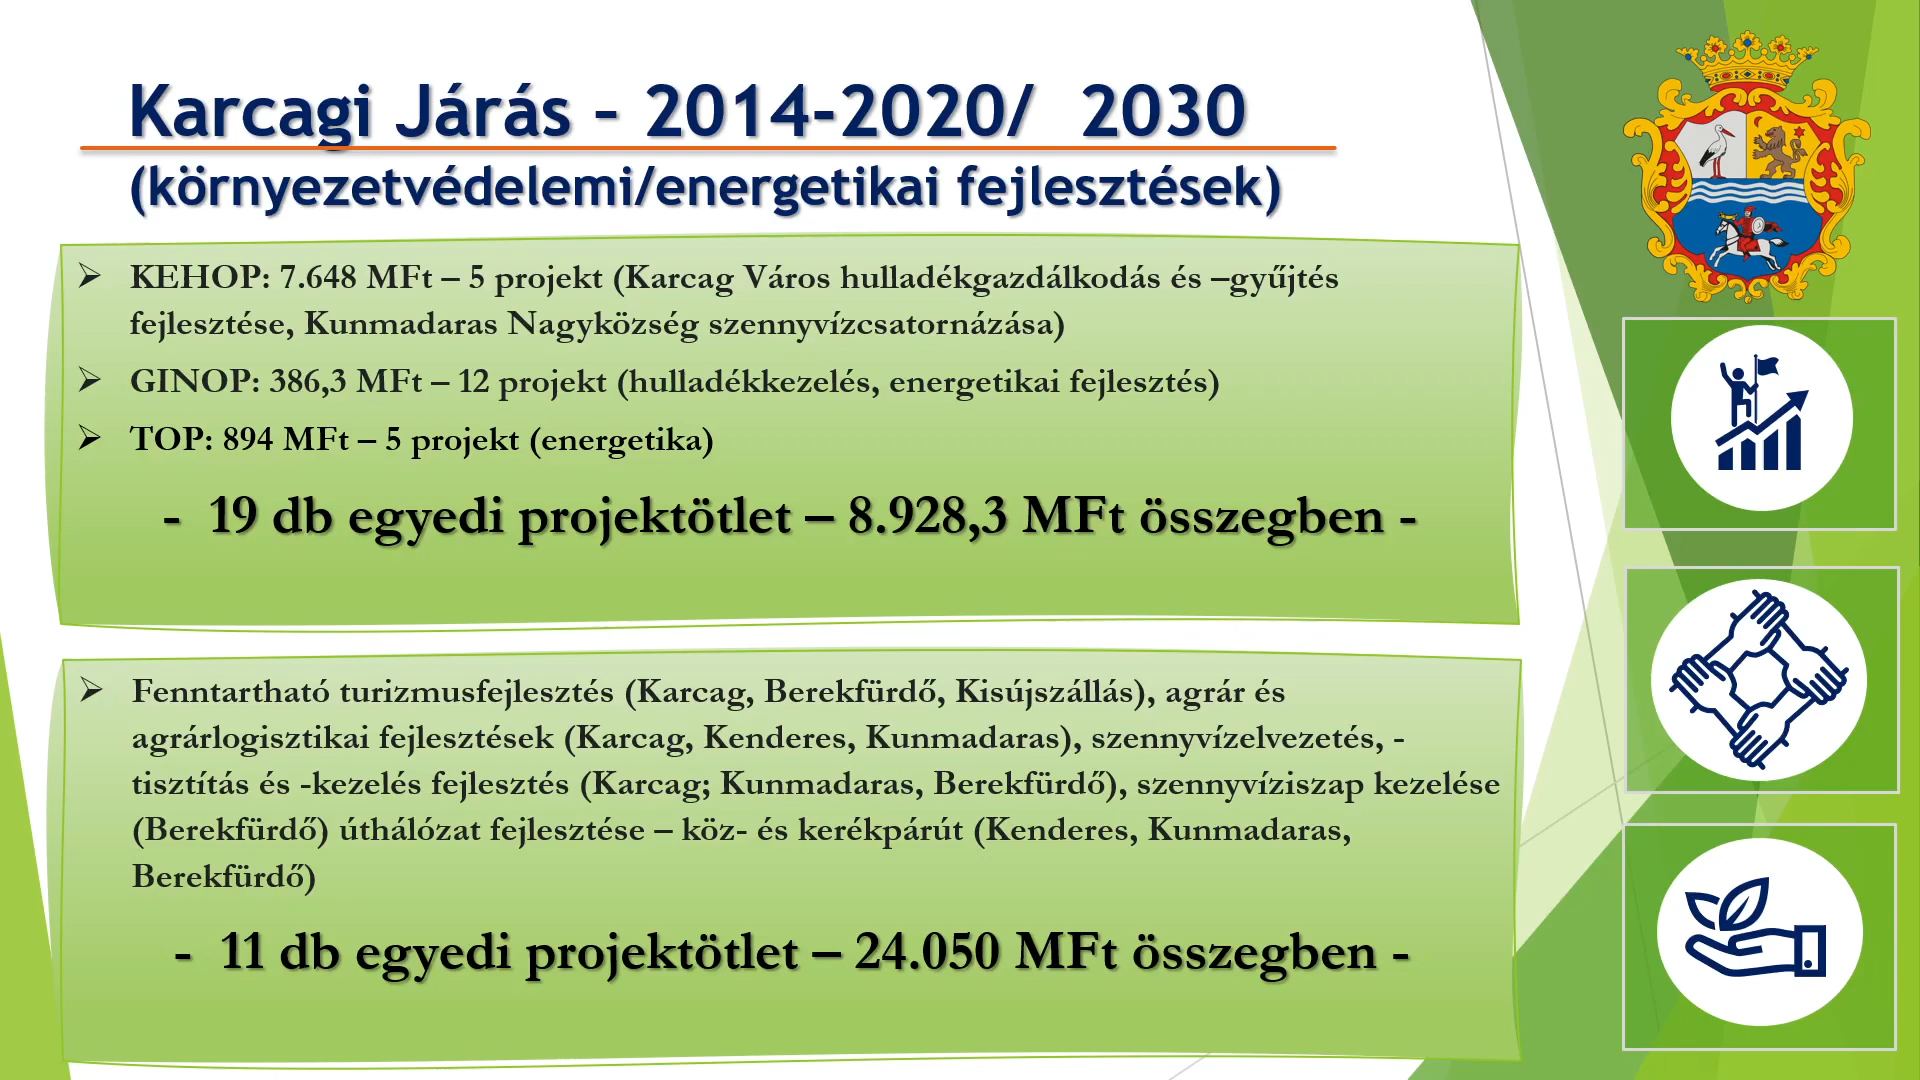 Karcagi Járás – 2014-2020/ 2030
(környezetvédelemi/energetikai fejlesztések)
➢ KEHOP: 7.648 MFt – 5 projekt (Karcag Város hulladékgazdálkodás és –gyűjtés
fejlesztése, Kunmadaras Nagyközség szennyvízcsatornázása)
➢ GINOP: 386,3 MFt – 12 projekt (hulladékkezelés, energetikai fejlesztés)
➢ TOP: 894 MFt – 5 projekt (energetika)
- 19 db egyedi projektötlet – 8.928,3 MFt összegben -
➢ Fenntartható turizmusfejlesztés (Karcag, Berekfürdő, Kisújszállás), agrár és
agrárlogisztikai fejlesztések (Karcag, Kenderes, Kunmadaras), szennyvízelvezetés, -
tisztítás és -kezelés fejlesztés (Karcag; Kunmadaras, Berekfürdő), szennyvíziszap kezelése
(Berekfürdő) úthálózat fejlesztése – köz- és kerékpárút (Kenderes, Kunmadaras,
Berekfürdő)
- 11 db egyedi projektötlet – 24.050 MFt összegben -